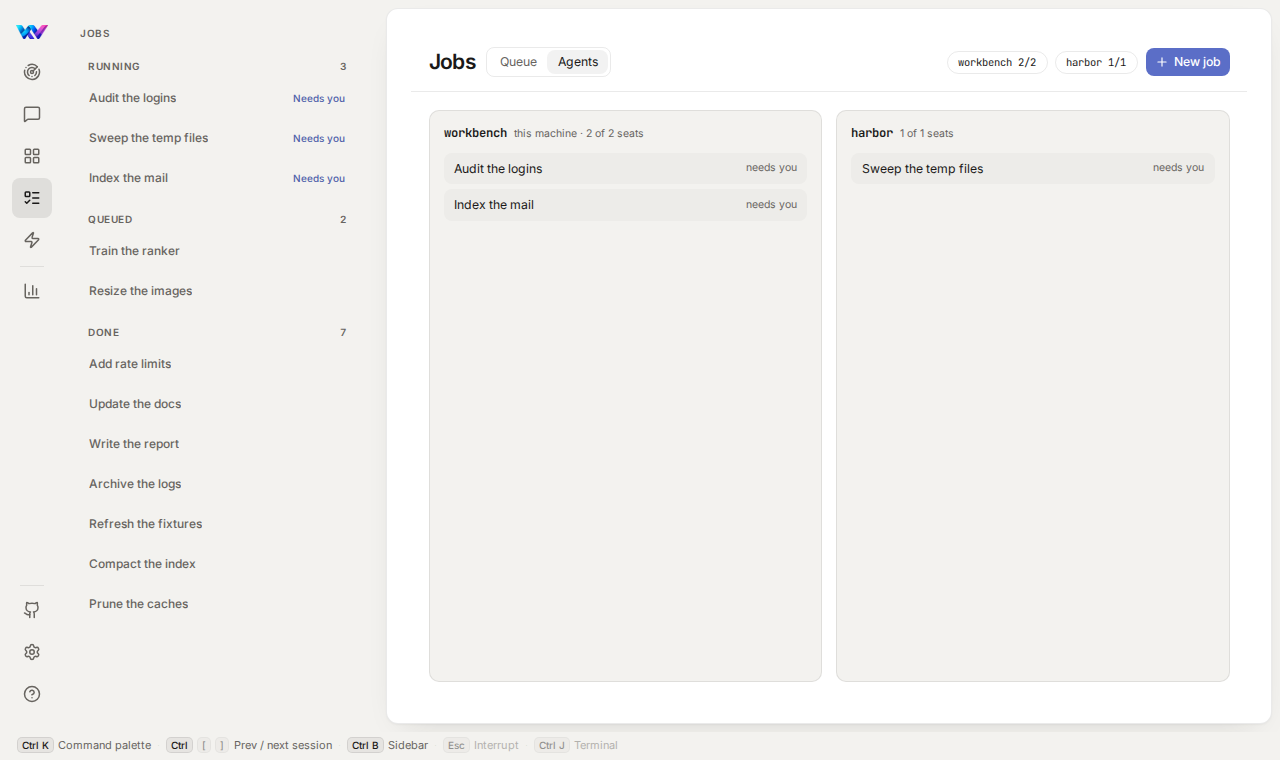 JOBS
RUNNING 3
Audit the logins Needs you
Sweep the temp files Needs you
Index the mail Needs you
QUEUED 2
Train the ranker
Resize the images
DONE 7
Add rate limits
Update the docs
Write the report
Archive the logs
Refresh the fixtures
Compact the index
Prune the caches
Jobs Queue Agents workbench 2/2 harbor 1/1 + New job
workbench this machine · 2 of 2 seats
Audit the logins needs you
Index the mail needs you
harbor 1 of 1 seats
Sweep the temp files needs you
Ctrl K Command palette Ctrl [ ] Prev / next session Ctrl B Sidebar Esc Interrupt Ctrl J Terminal